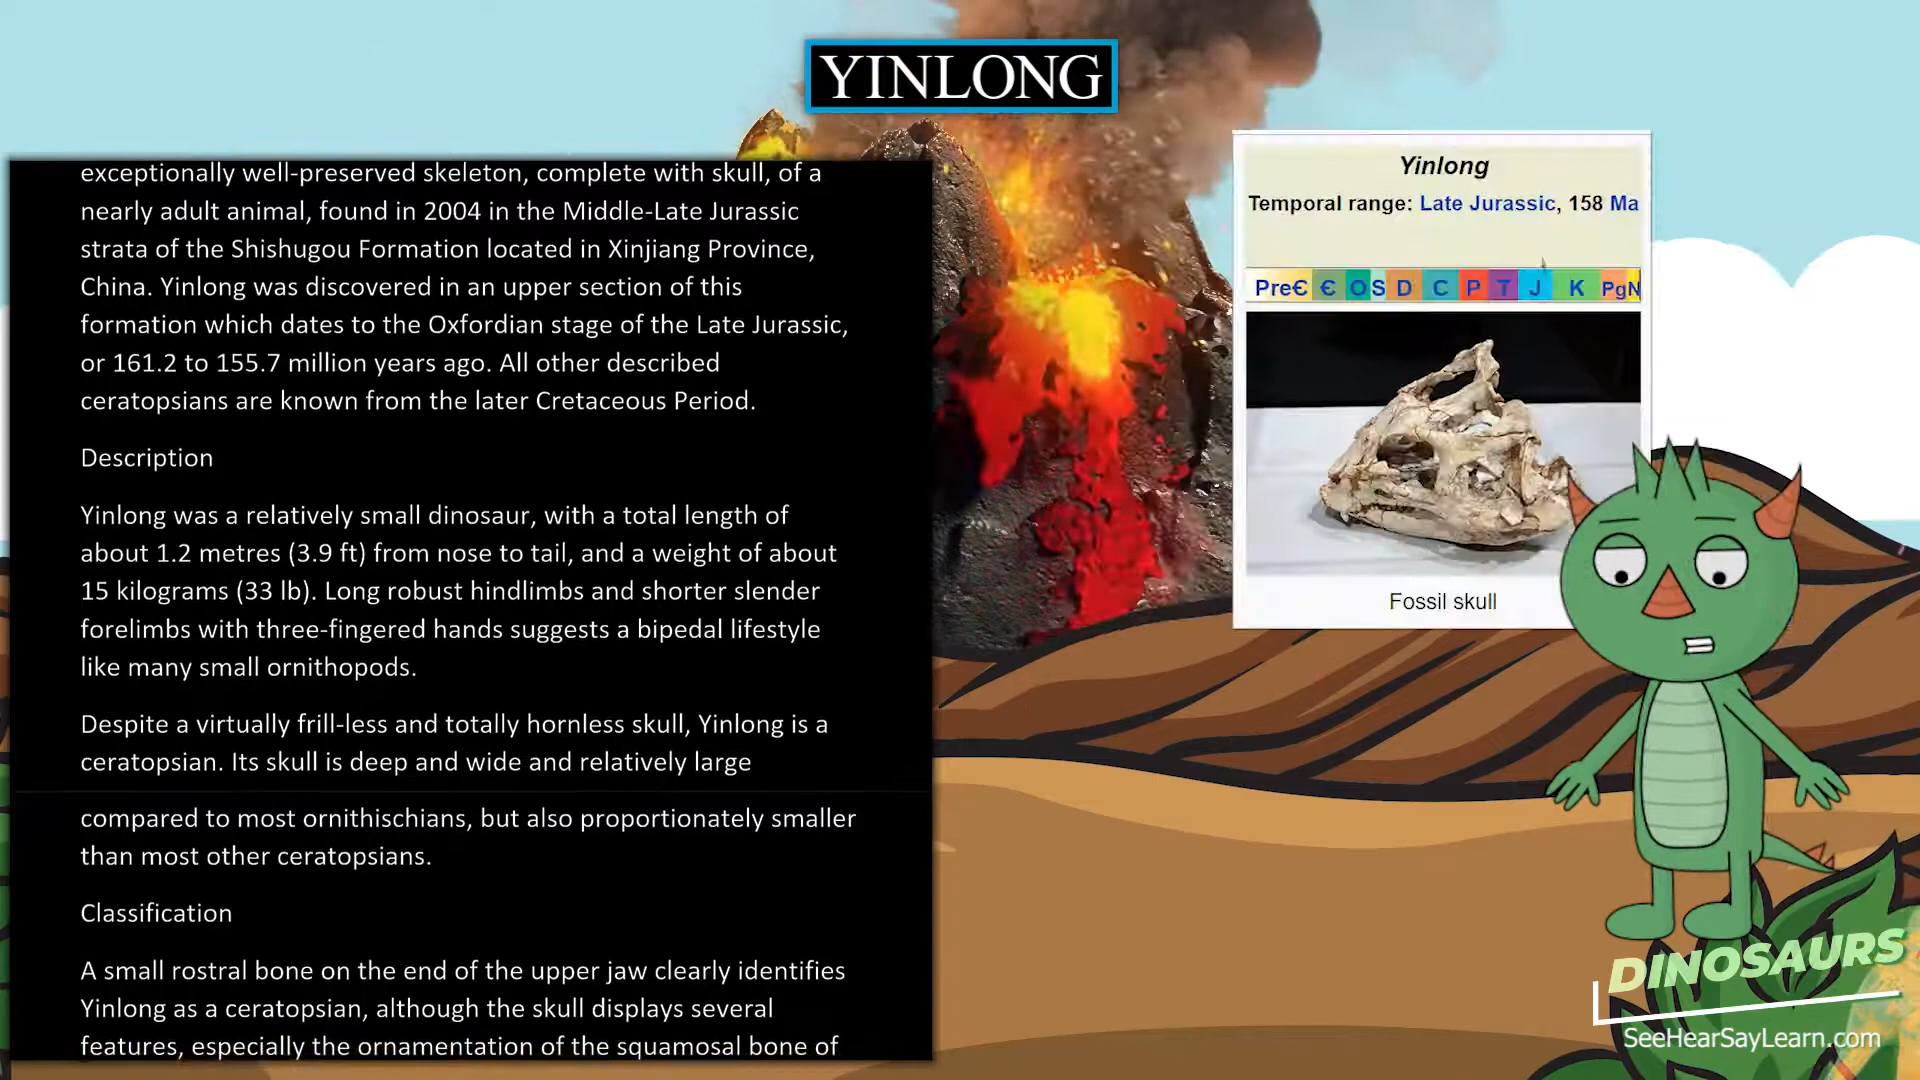 YINLONG
exceptionally well-preserved skeleton, complete with skull, of a
nearly adult animal, found in 2004 in the Middle-Late Jurassic
strata of the Shishugou Formation located in Xinjiang Province,
China. Yinlong was discovered in an upper section of this
formation which dates to the Oxfordian stage of the Late Jurassic,
or 161.2 to 155.7 million years ago. All other described
ceratopsians are known from the later Cretaceous Period.
Description
Yinlong was a relatively small dinosaur, with a total length of
about 1.2 metres (3.9 ft) from nose to tail, and a weight of about
15 kilograms (33 lb). Long robust hindlimbs and shorter slender
forelimbs with three-fingered hands suggests a bipedal lifestyle
like many small ornithopods.
Despite a virtually frill-less and totally hornless skull, Yinlong is a
ceratopsian. Its skull is deep and wide and relatively large
compared to most ornithischians, but also proportionately smaller
than most other ceratopsians.
Classification
A small rostral bone on the end of the upper jaw clearly identifies
Yinlong as a ceratopsian, although the skull displays several
features, especially the ornamentation of the squamosal bone of
Yinlong
Temporal range: Late Jurassic, 158 Ma
PreЄ Є O S D C P T J K Pg N
Fossil skull
DINOSAURS
SeeHearSayLearn.com